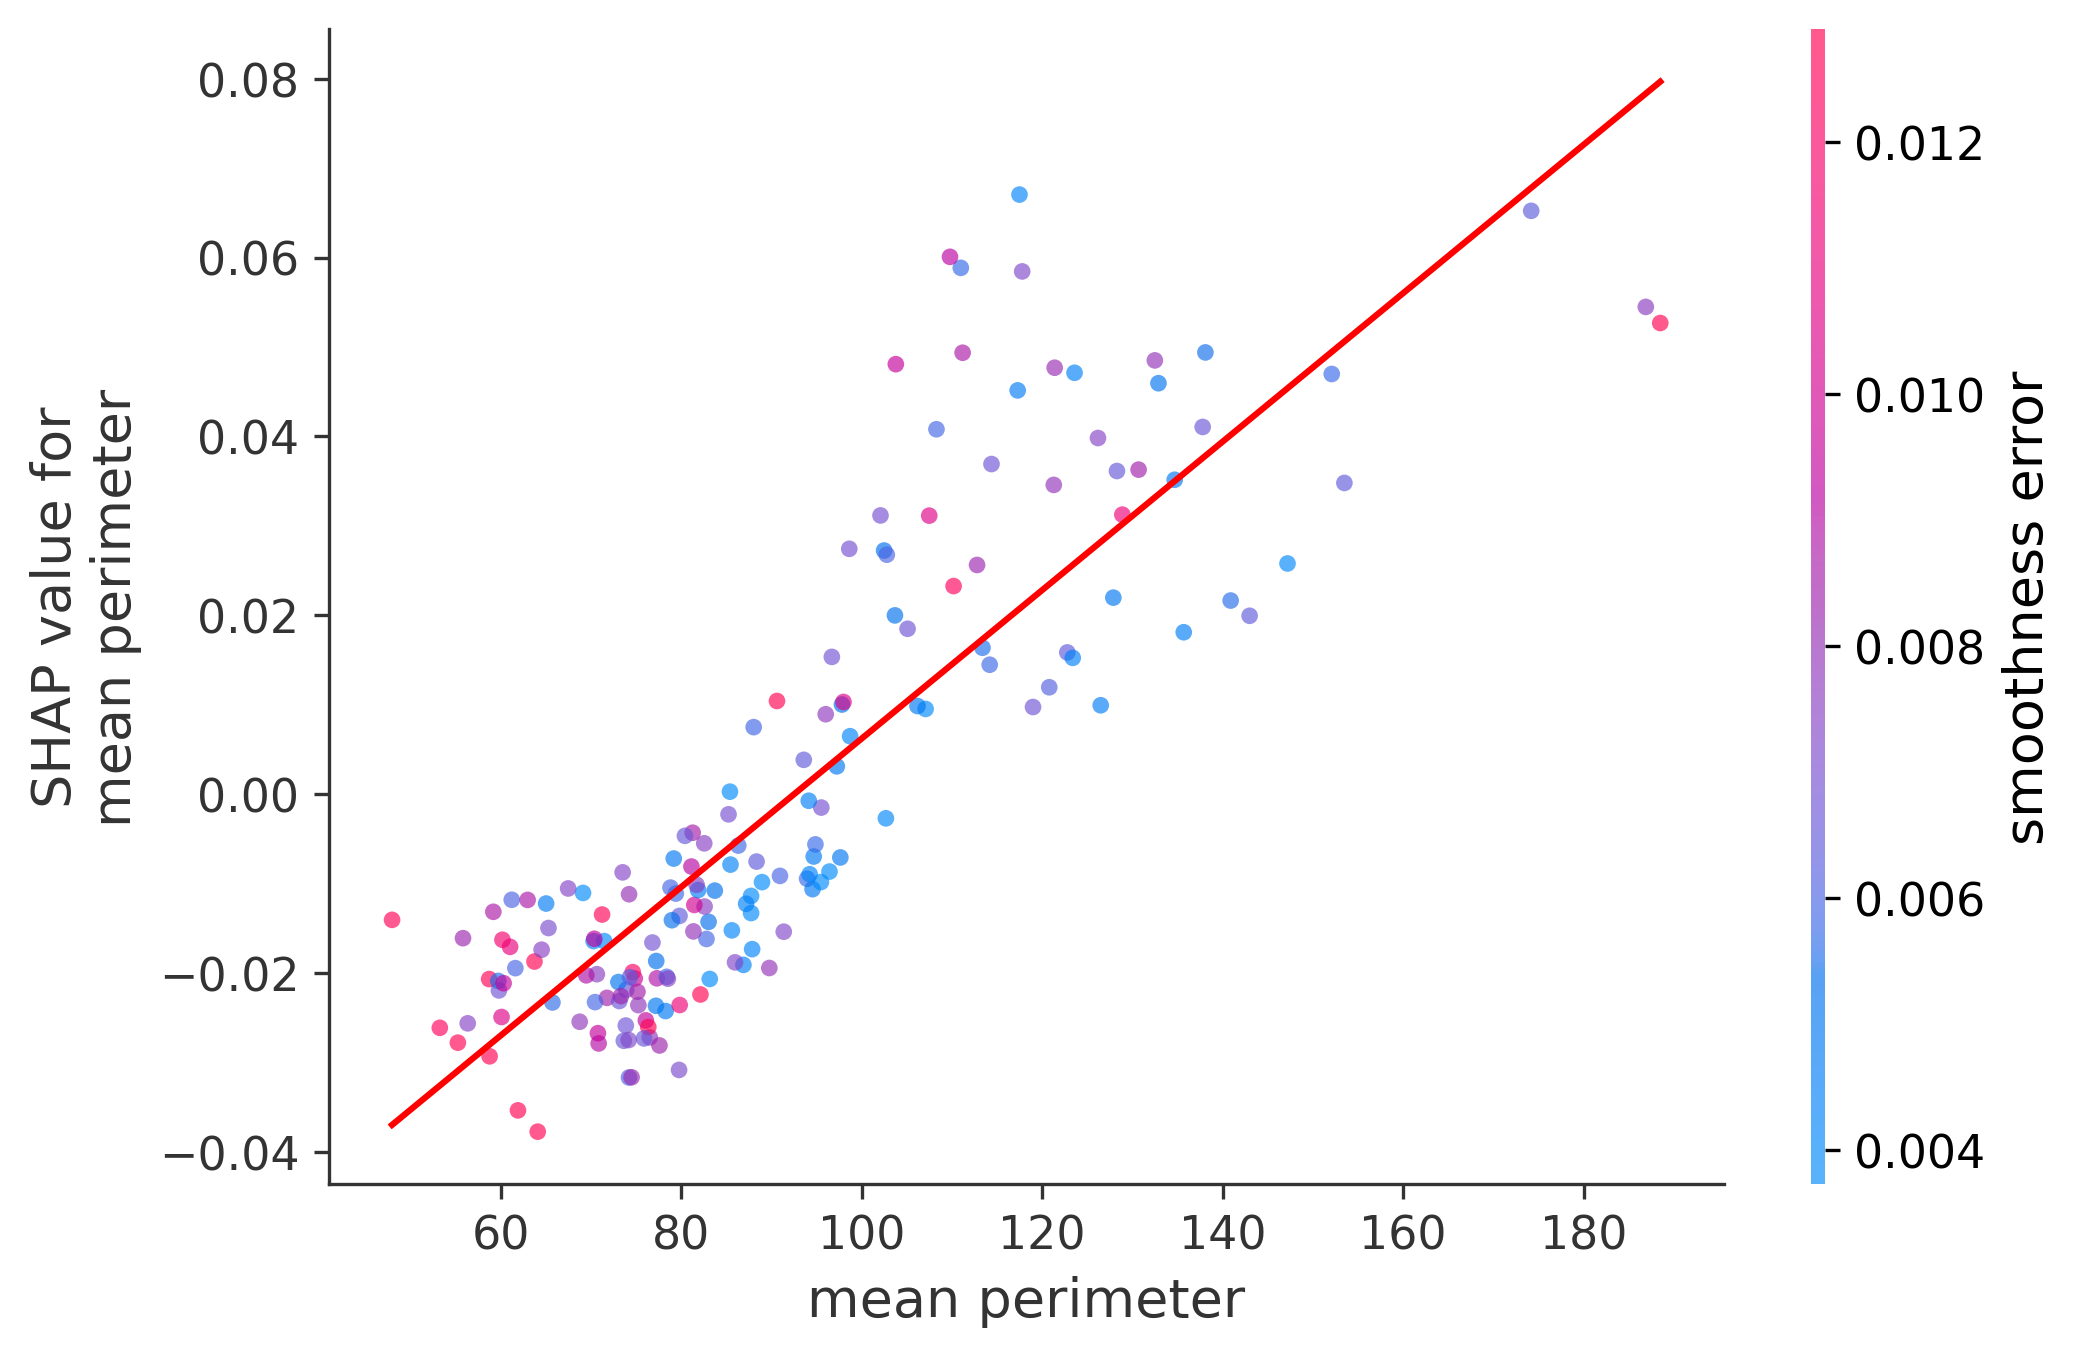 0.08
0.06
0.04
0.02
0.00
−0.02
−0.04
SHAP value for
mean perimeter
60 80 100 120 140 160 180
mean perimeter
0.012
0.010
0.008
0.006
0.004
smoothness error